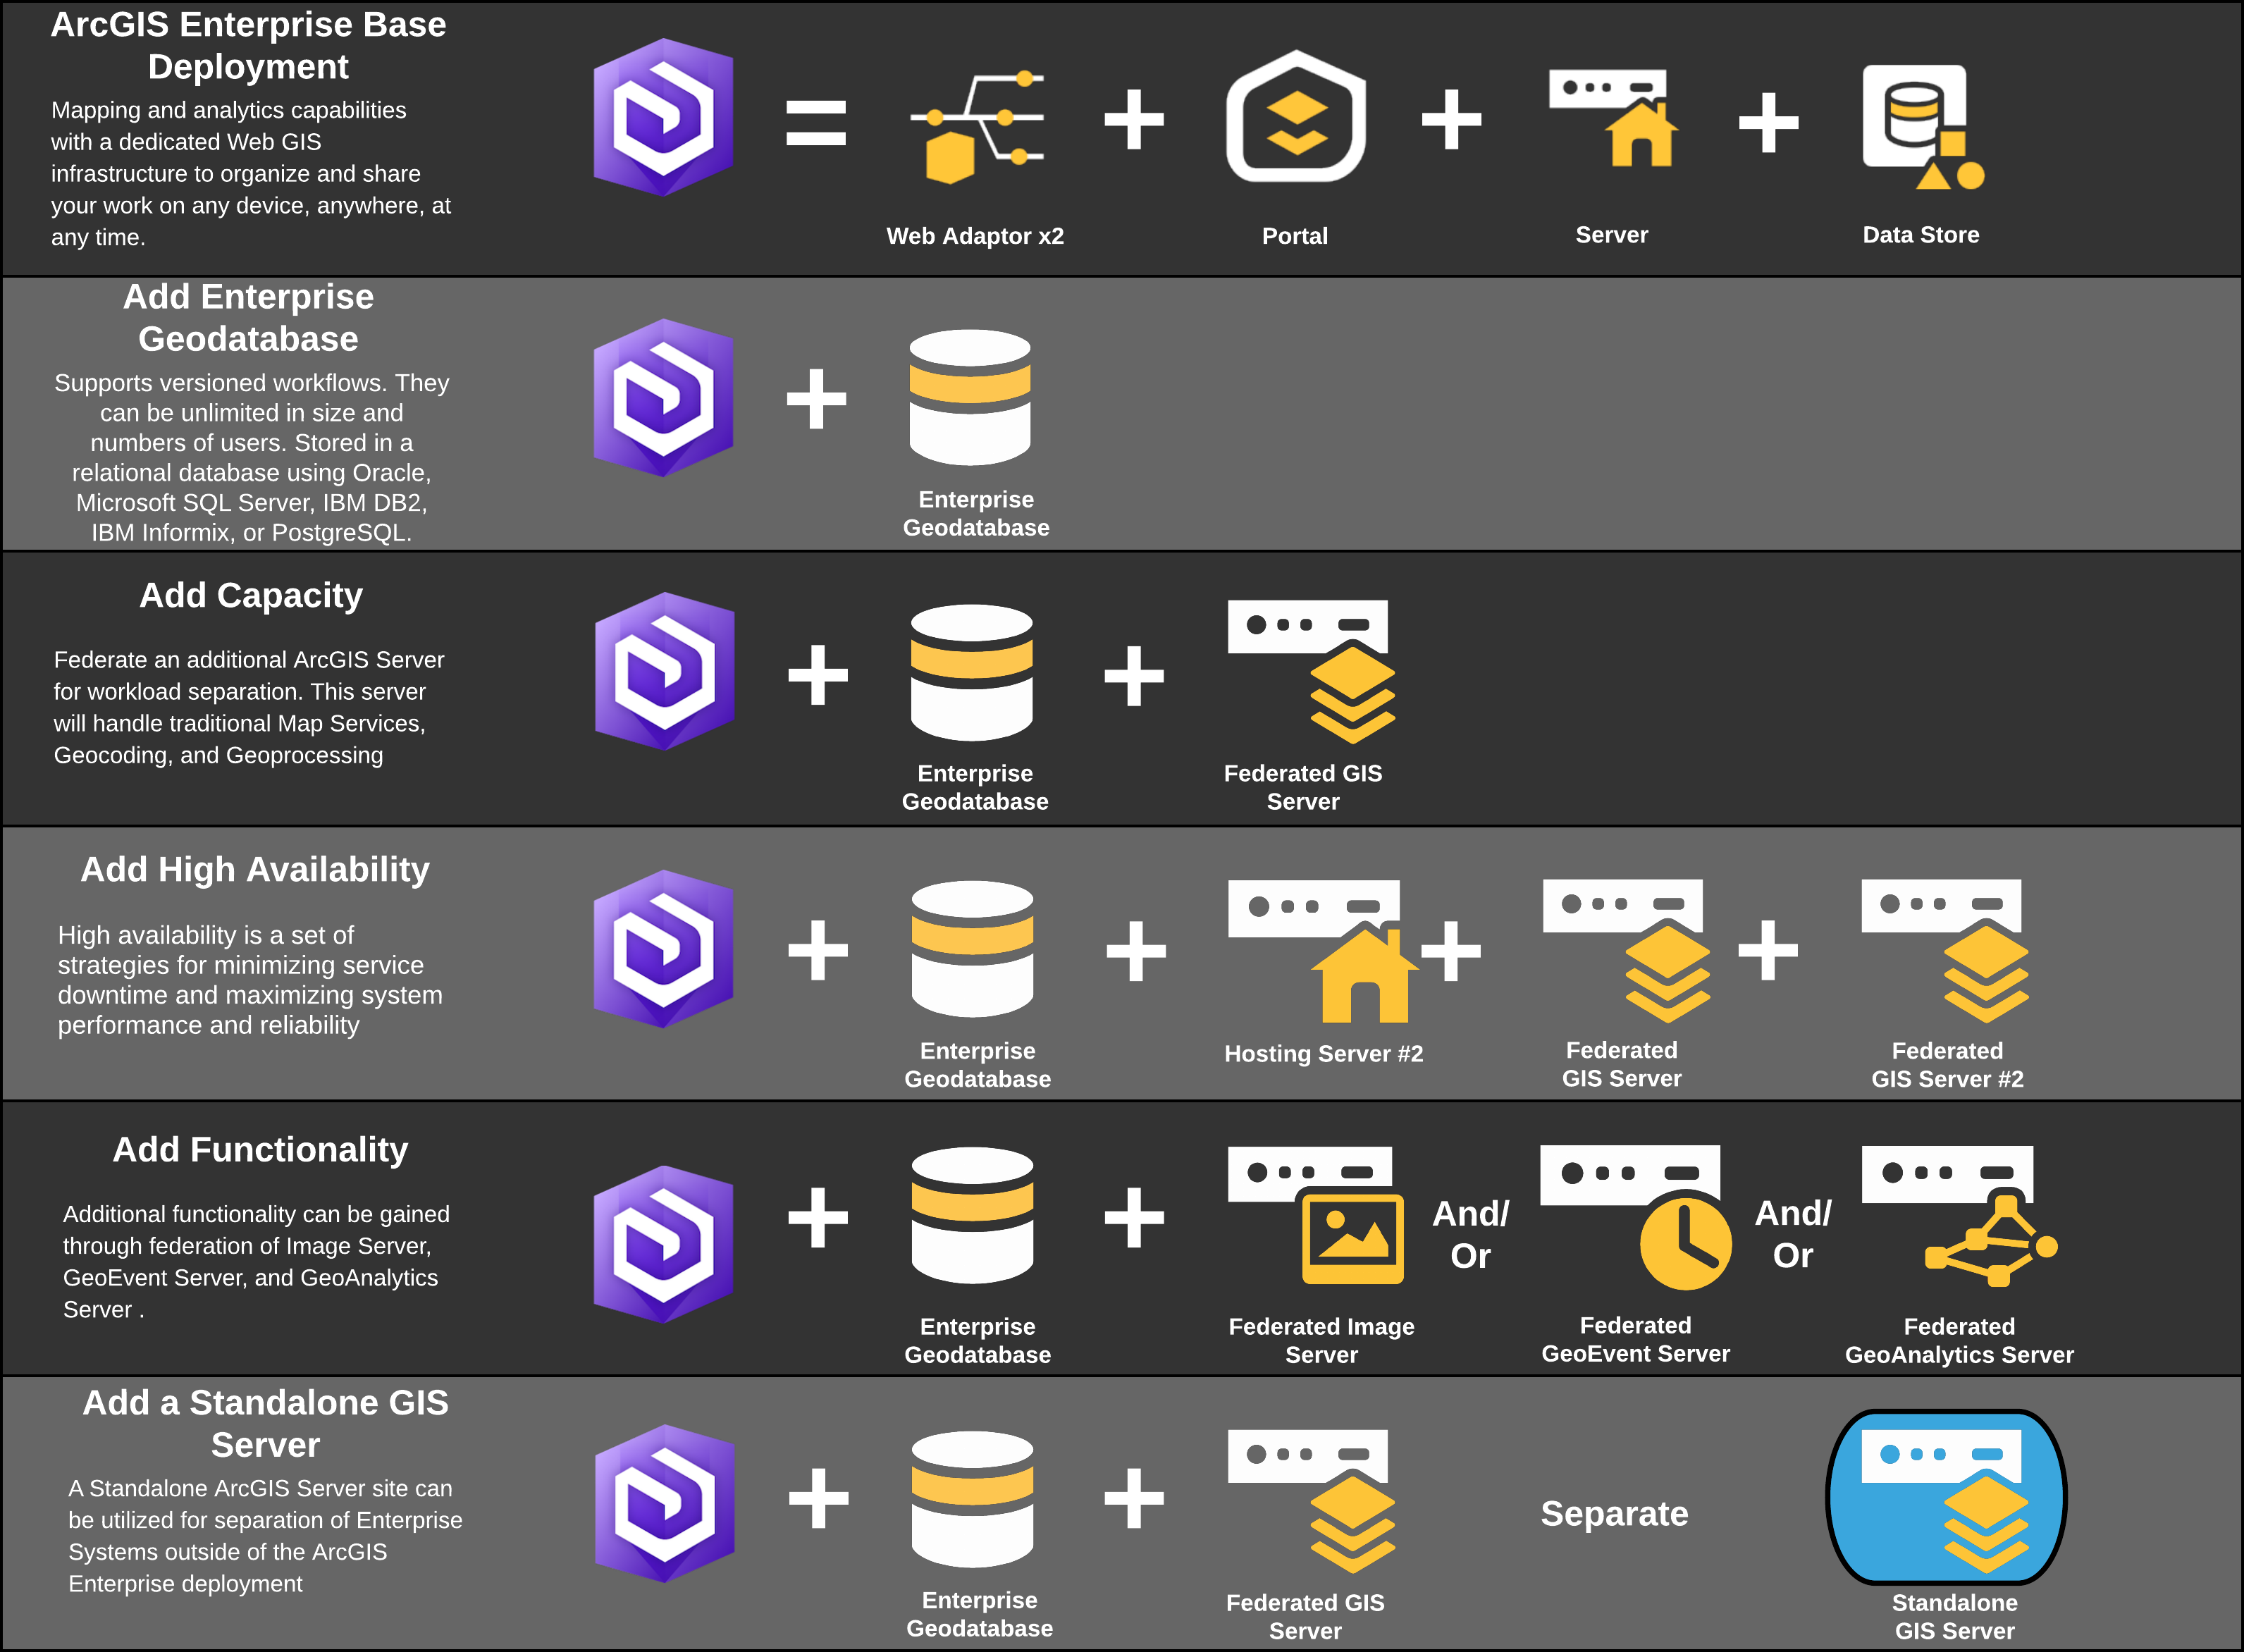 ArcGIS Enterprise Base
Deployment
Mapping and analytics capabilities
with a dedicated Web GIS
infrastructure to organize and share
your work on any device, anywhere, at
any time.
Web Adaptor x2
Portal
Server
Data Store
Add Enterprise
Geodatabase
Supports versioned workflows. They
can be unlimited in size and
numbers of users. Stored in a
relational database using Oracle,
Microsoft SQL Server, IBM DB2,
IBM Informix, or PostgreSQL.
Enterprise
Geodatabase
Add Capacity
Federate an additional ArcGIS Server
for workload separation. This server
will handle traditional Map Services,
Geocoding, and Geoprocessing
Enterprise
Geodatabase
Federated GIS
Server
Add High Availability
High availability is a set of
strategies for minimizing service
downtime and maximizing system
performance and reliability
Enterprise
Geodatabase
Hosting Server #2
Federated
GIS Server
Federated
GIS Server #2
Add Functionality
Additional functionality can be gained
through federation of Image Server,
GeoEvent Server, and GeoAnalytics
Server .
Enterprise
Geodatabase
Federated Image
Server
And/
Or
Federated
GeoEvent Server
And/
Or
Federated
GeoAnalytics Server
Add a Standalone GIS
Server
A Standalone ArcGIS Server site can
be utilized for separation of Enterprise
Systems outside of the ArcGIS
Enterprise deployment
Enterprise
Geodatabase
Federated GIS
Server
Separate
Standalone
GIS Server